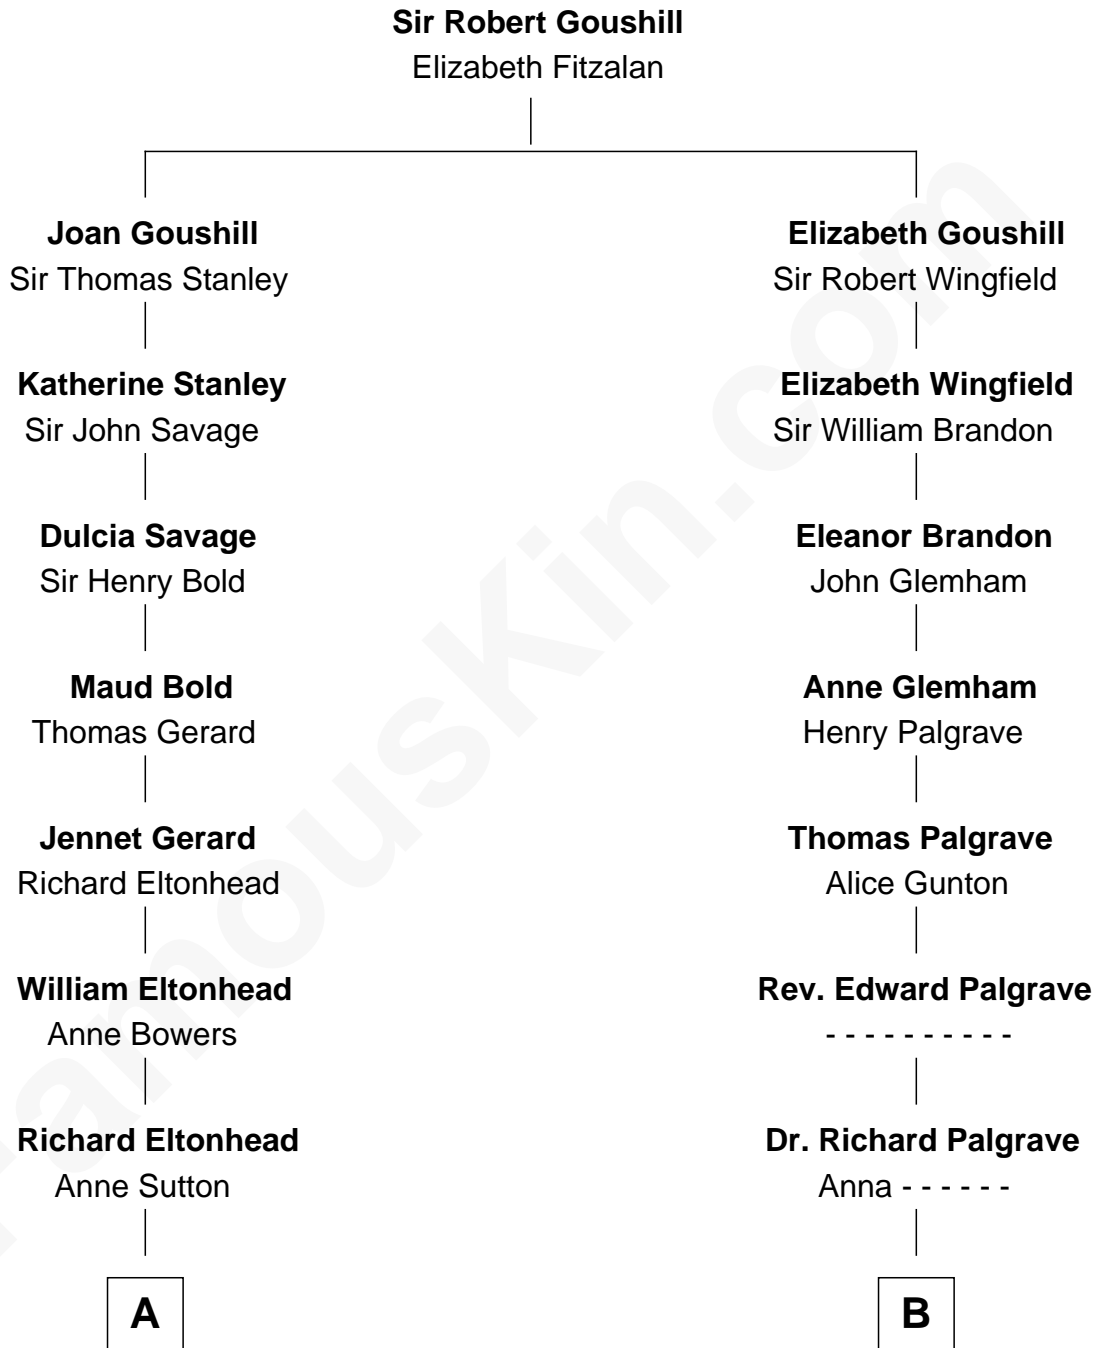 Sir Robert Goushill
Elizabeth Fitzalan
Joan Goushill
Sir Thomas Stanley
Elizabeth Goushill
Sir Robert Wingfield
Katherine Stanley
Sir John Savage
Elizabeth Wingfield
Sir William Brandon
Dulcia Savage
Sir Henry Bold
Eleanor Brandon
John Glemham
Maud Bold
Thomas Gerard
Anne Glemham
Henry Palgrave
Jennet Gerard
Richard Eltonhead
Thomas Palgrave
Alice Gunton
William Eltonhead
Anne Bowers
Rev. Edward Palgrave
- - - - - - - - - -
Richard Eltonhead
Anne Sutton
Dr. Richard Palgrave
Anna - - - - - -
A
B
FamousKin.com